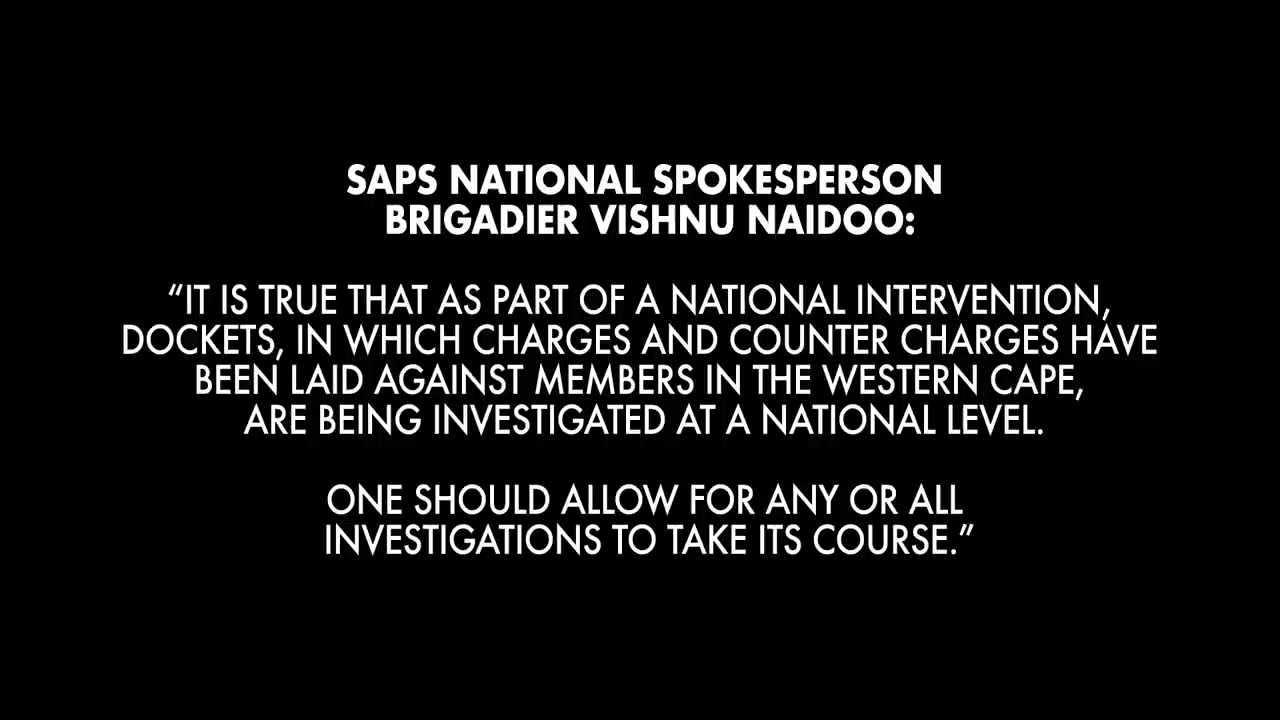 SAPS NATIONAL SPOKESPERSON
BRIGADIER VISHNU NAIDOO:
“IT IS TRUE THAT AS PART OF A NATIONAL INTERVENTION,
DOCKETS, IN WHICH CHARGES AND COUNTER CHARGES HAVE
BEEN LAID AGAINST MEMBERS IN THE WESTERN CAPE,
ARE BEING INVESTIGATED AT A NATIONAL LEVEL.
ONE SHOULD ALLOW FOR ANY OR ALL
INVESTIGATIONS TO TAKE ITS COURSE.”